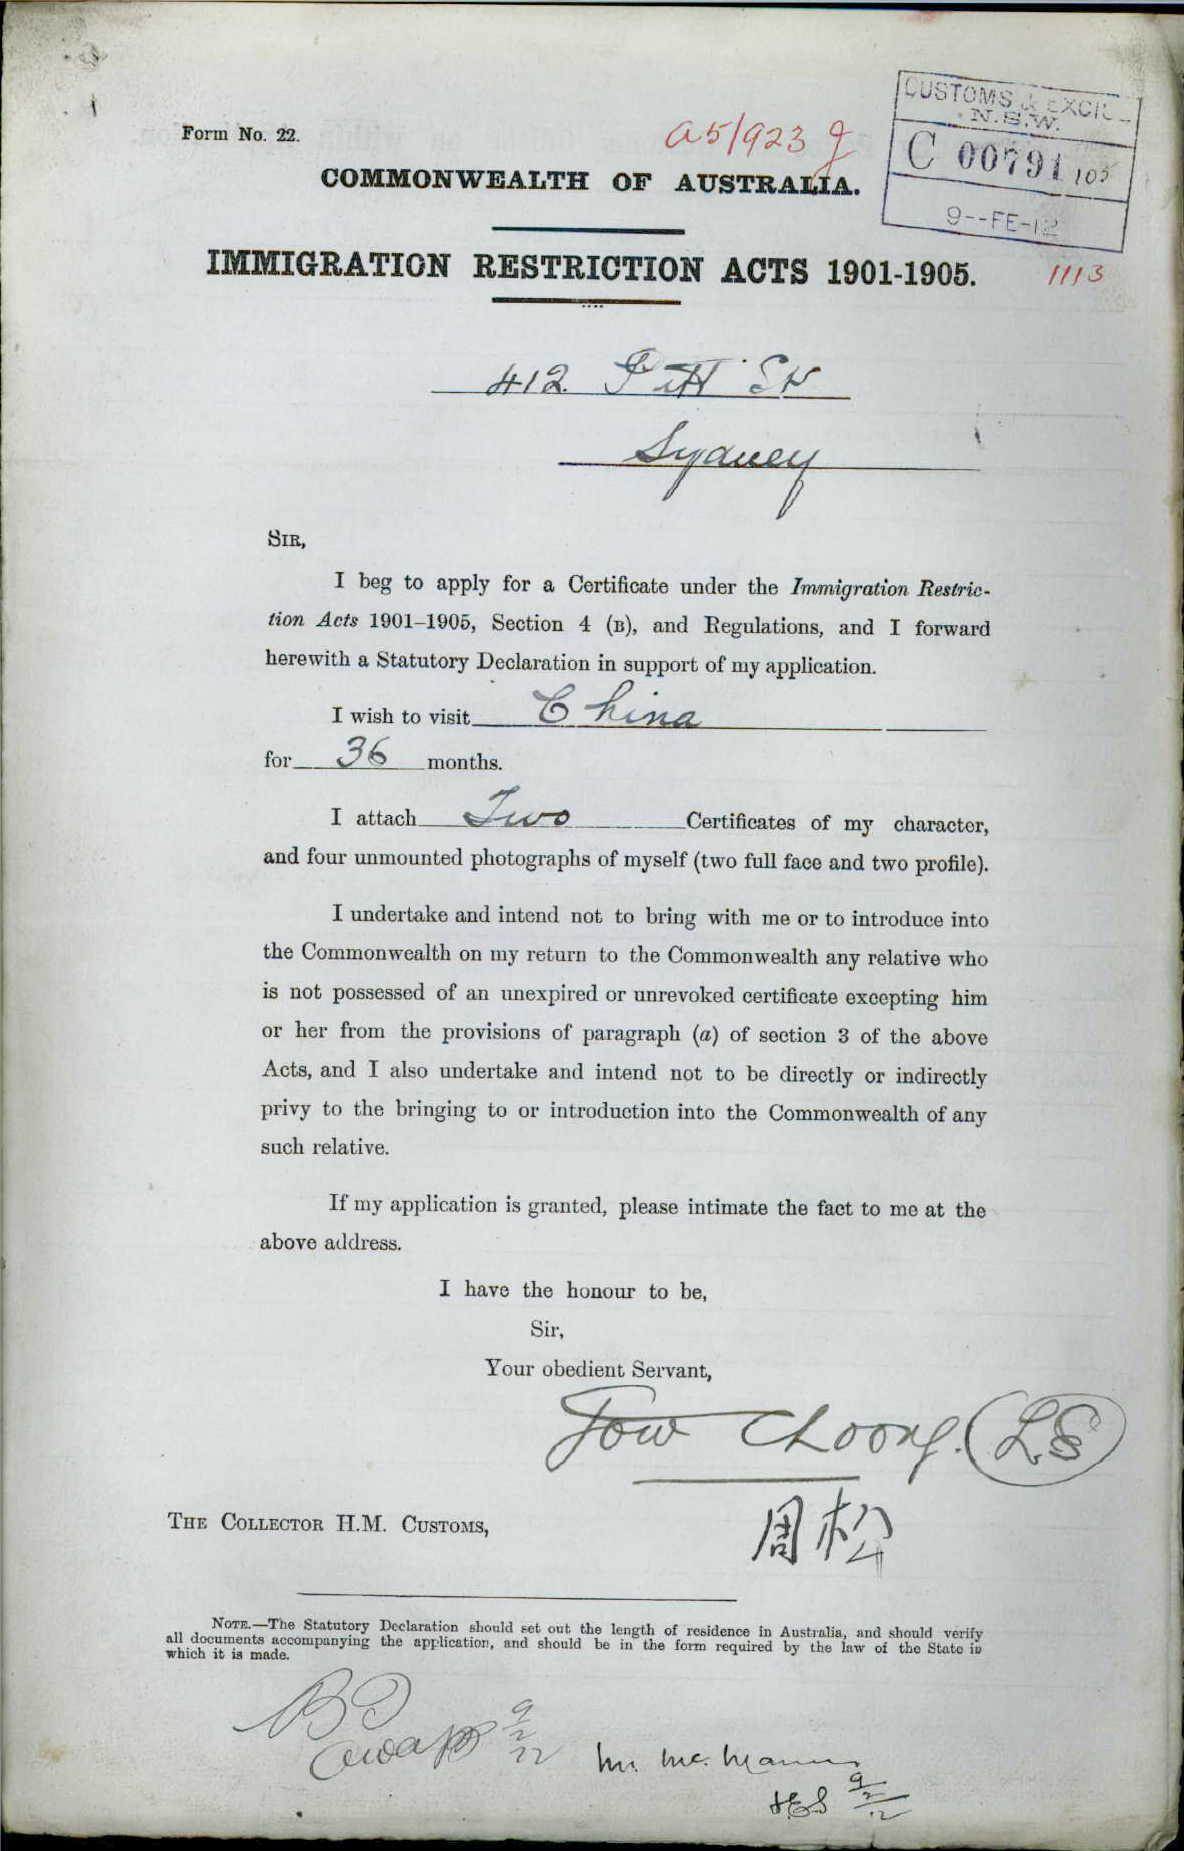 Form No. 22.
a5/923
CUSTOMS & EXCIS
N.S.W.
C 00791 105
9--FE-12
COMMONWEALTH OF AUSTRALIA.
IMMIGRATION RESTRICTION ACTS 1901-1905.
1113
412 Pitt St
Sydney
SIR,
I beg to apply for a Certificate under the Immigration Restric-
tion Acts 1901-1905, Section 4 (B), and Regulations, and I forward
herewith a Statutory Declaration in support of my application.
I wish to visit China
for 36 months.
I attach Two Certificates of my character,
and four unmounted photographs of myself (two full face and two profile).
I undertake and intend not to bring with me or to introduce into
the Commonwealth on my return to the Commonwealth any relative who
is not possessed of an unexpired or unrevoked certificate excepting him
or her from the provisions of paragraph (a) of section 3 of the above
Acts, and I also undertake and intend not to be directly or indirectly
privy to the bringing to or introduction into the Commonwealth of any
such relative.
If my application is granted, please intimate the fact to me at the
above address.
I have the honour to be,
Sir,
Your obedient Servant,
Tow Choong. (LS)
周松
THE COLLECTOR H.M. CUSTOMS,
NOTE.—The Statutory Declaration should set out the length of residence in Australia, and should verify
all documents accompanying the application, and should be in the form required by the law of the State in
which it is made.
9/2/12
Mr. McManus
9/2/12